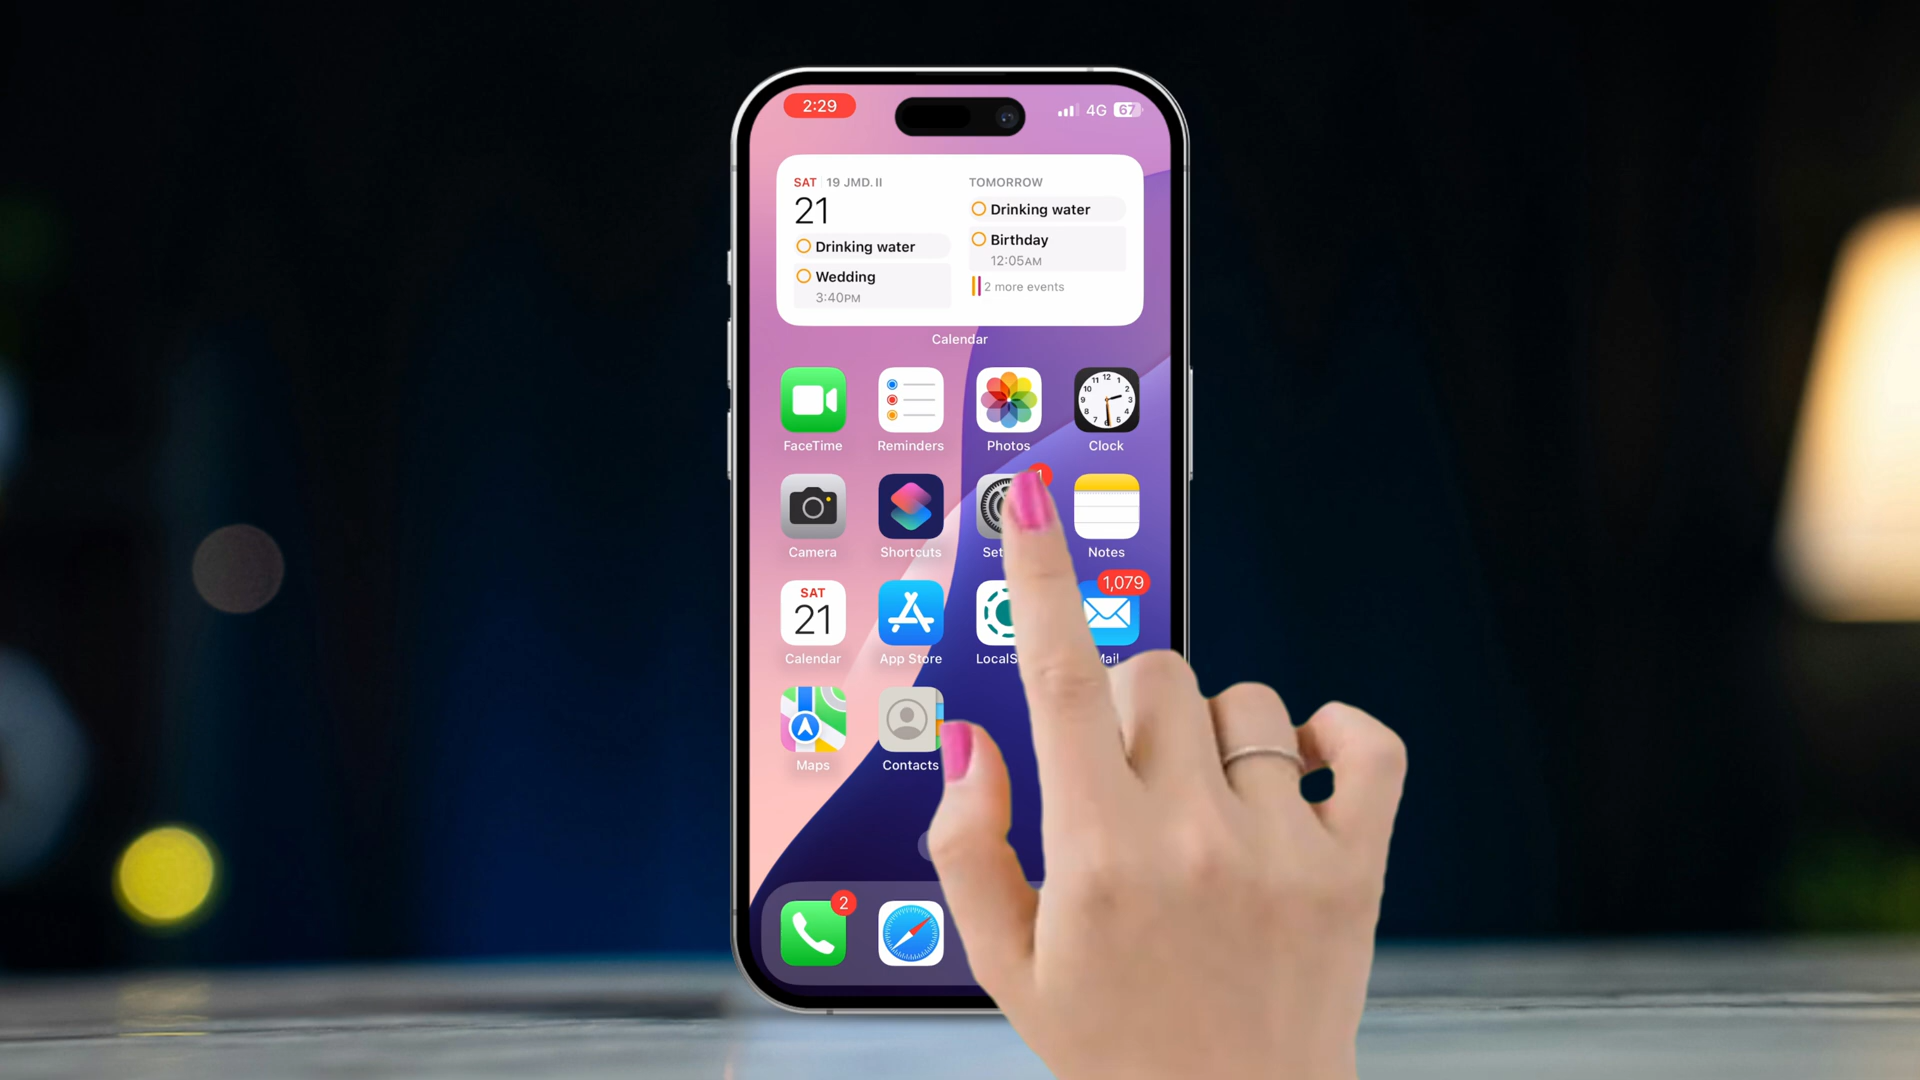 2:29
4G 67
SAT 19 JMD. II
21
Drinking water
Wedding
3:40PM
TOMORROW
Drinking water
Birthday
12:05AM
2 more events
Calendar
FaceTime
Reminders
Photos
Clock
1
Camera
Shortcuts
Set
Notes
SAT
21
1,079
Calendar
App Store
LocalS
Mail
Maps
Contacts
2